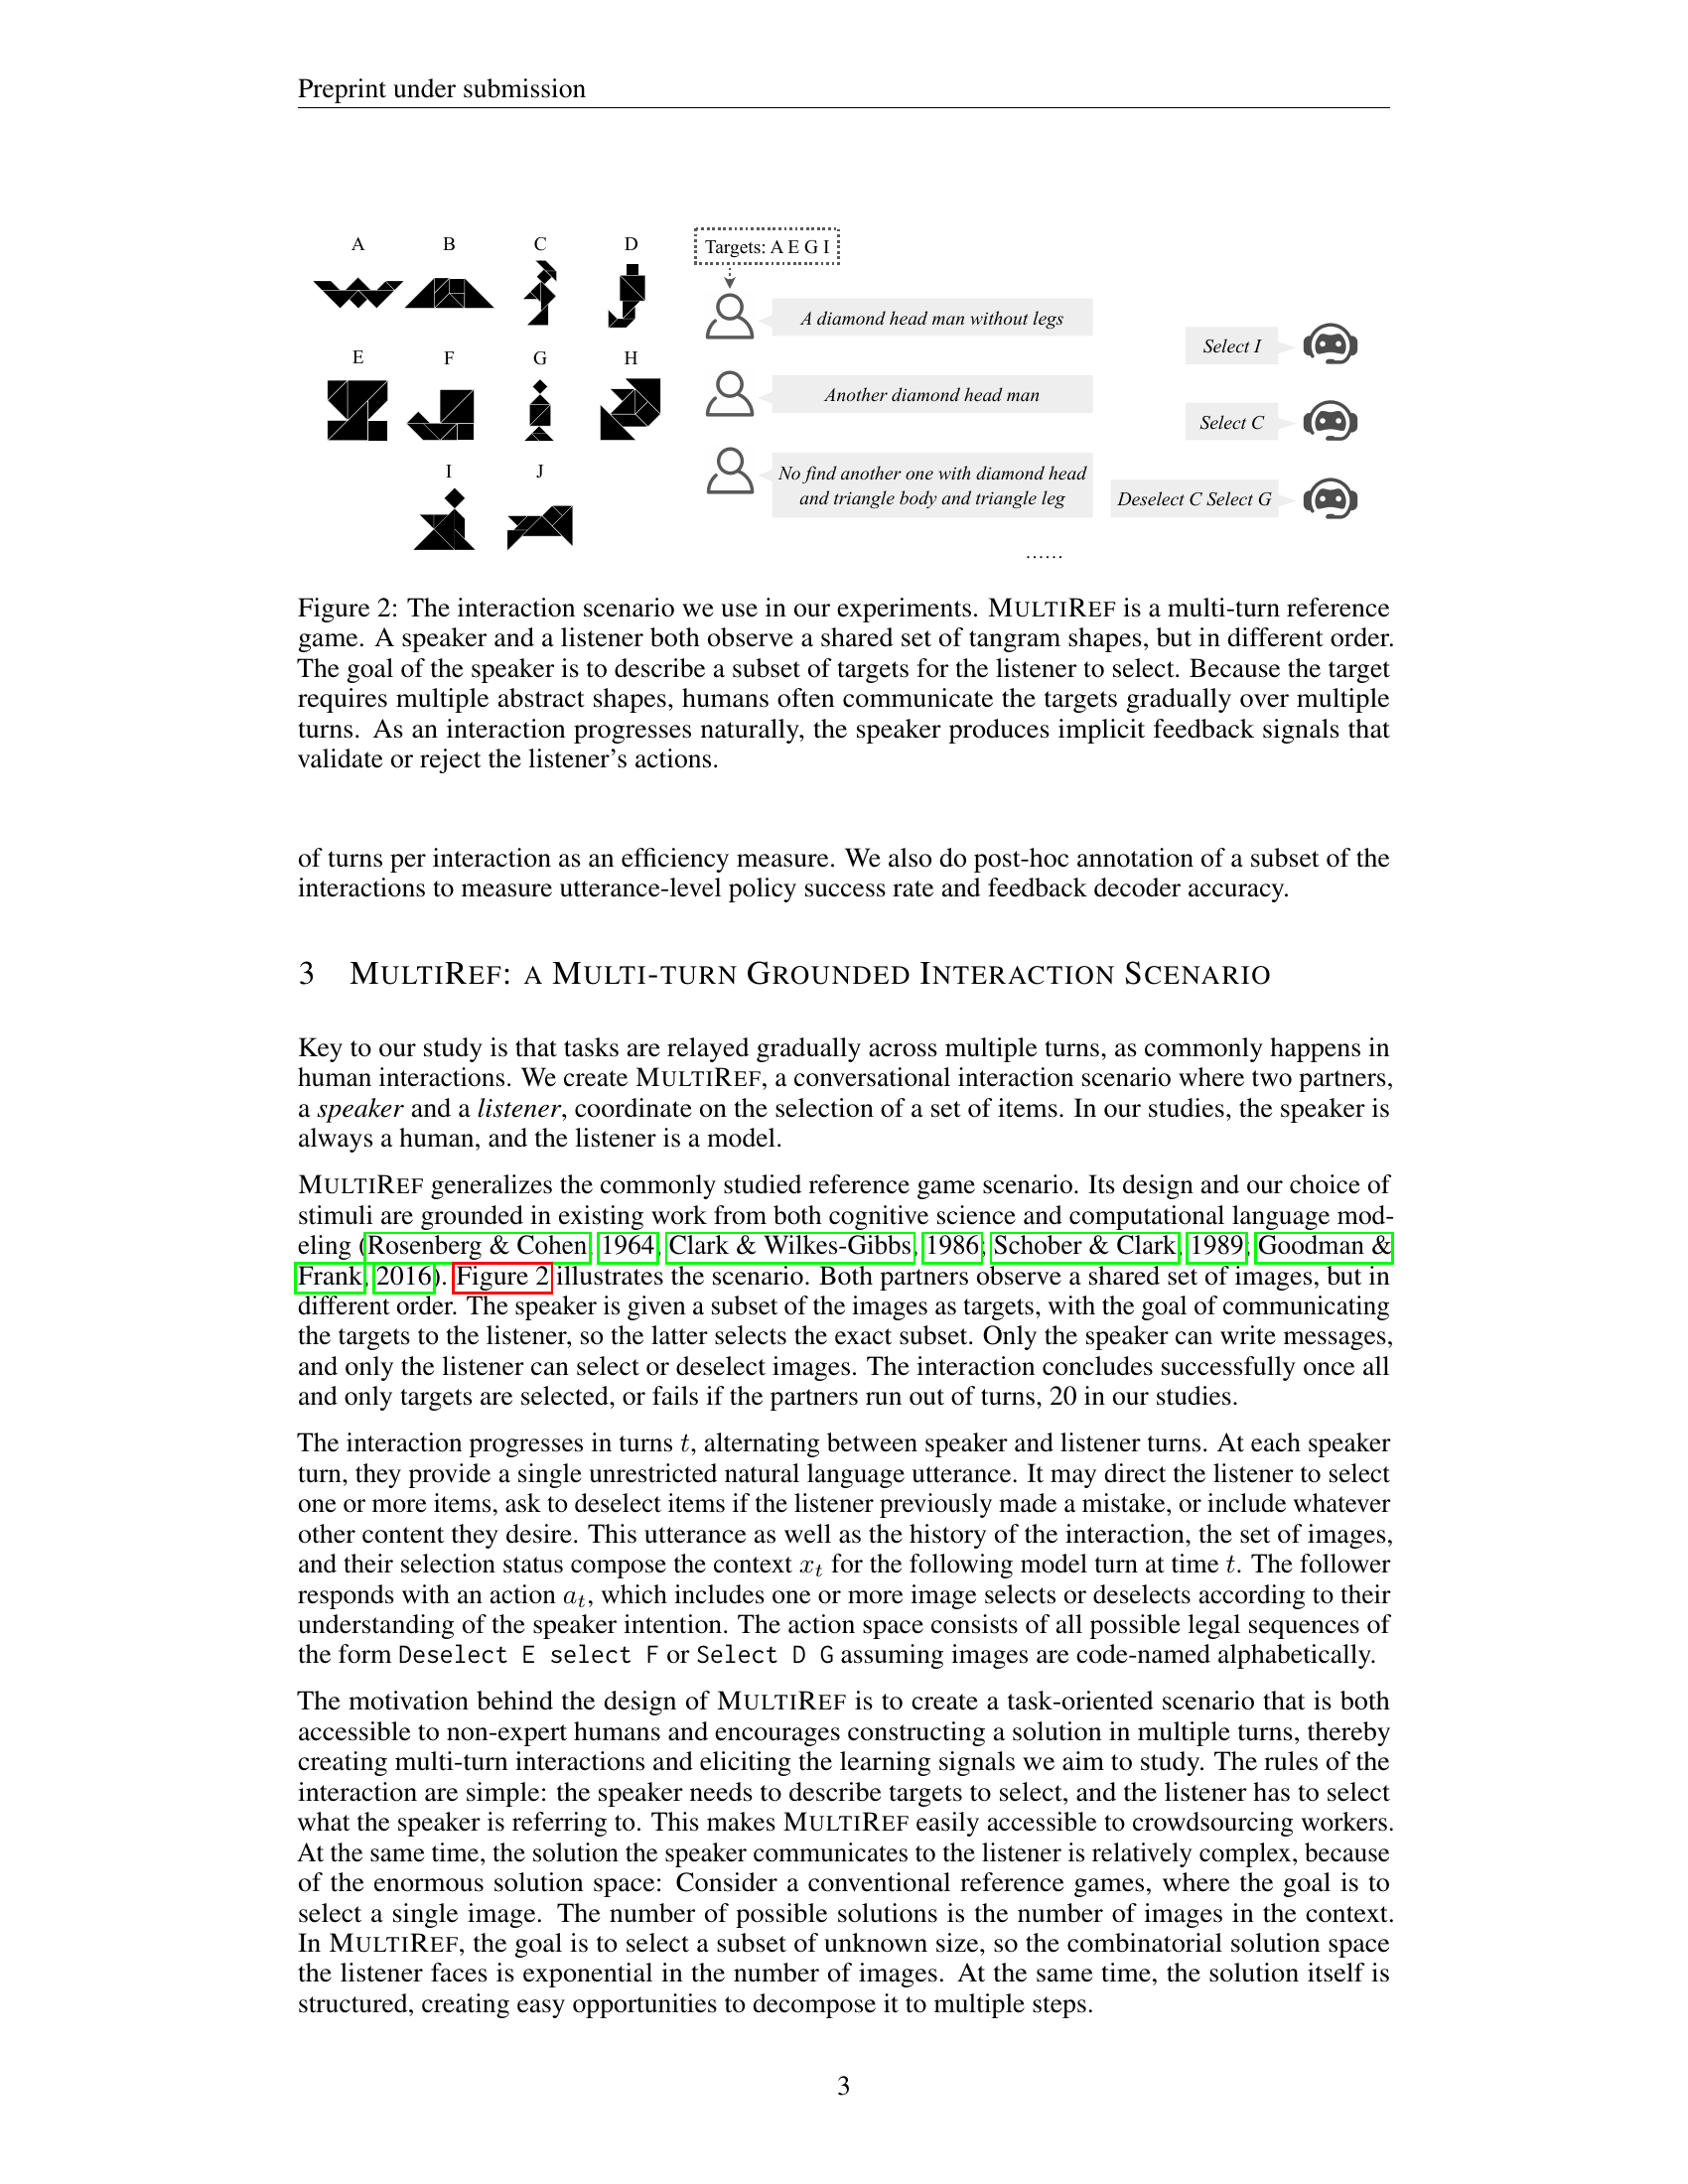 Preprint under submission
A
B
C
D
E
F
G
H
I
J
Targets: A E G I
A diamond head man without legs
Select I
Another diamond head man
Select C
No find another one with diamond head
and triangle body and triangle leg
Deselect C Select G
......
Figure 2: The interaction scenario we use in our experiments. MULTIREF is a multi-turn reference
game. A speaker and a listener both observe a shared set of tangram shapes, but in different order.
The goal of the speaker is to describe a subset of targets for the listener to select. Because the target
requires multiple abstract shapes, humans often communicate the targets gradually over multiple
turns. As an interaction progresses naturally, the speaker produces implicit feedback signals that
validate or reject the listener's actions.
of turns per interaction as an efficiency measure. We also do post-hoc annotation of a subset of the
interactions to measure utterance-level policy success rate and feedback decoder accuracy.
3 MULTIREF: A MULTI-TURN GROUNDED INTERACTION SCENARIO
Key to our study is that tasks are relayed gradually across multiple turns, as commonly happens in
human interactions. We create MULTIREF, a conversational interaction scenario where two partners,
a speaker and a listener, coordinate on the selection of a set of items. In our studies, the speaker is
always a human, and the listener is a model.
MULTIREF generalizes the commonly studied reference game scenario. Its design and our choice of
stimuli are grounded in existing work from both cognitive science and computational language mod-
eling (Rosenberg & Cohen, 1964; Clark & Wilkes-Gibbs, 1986; Schober & Clark, 1989; Goodman &
Frank, 2016). Figure 2 illustrates the scenario. Both partners observe a shared set of images, but in
different order. The speaker is given a subset of the images as targets, with the goal of communicating
the targets to the listener, so the latter selects the exact subset. Only the speaker can write messages,
and only the listener can select or deselect images. The interaction concludes successfully once all
and only targets are selected, or fails if the partners run out of turns, 20 in our studies.
The interaction progresses in turns t, alternating between speaker and listener turns. At each speaker
turn, they provide a single unrestricted natural language utterance. It may direct the listener to select
one or more items, ask to deselect items if the listener previously made a mistake, or include whatever
other content they desire. This utterance as well as the history of the interaction, the set of images,
and their selection status compose the context x_t for the following model turn at time t. The follower
responds with an action a_t, which includes one or more image selects or deselects according to their
understanding of the speaker intention. The action space consists of all possible legal sequences of
the form Deselect E select F or Select D G assuming images are code-named alphabetically.
The motivation behind the design of MULTIREF is to create a task-oriented scenario that is both
accessible to non-expert humans and encourages constructing a solution in multiple turns, thereby
creating multi-turn interactions and eliciting the learning signals we aim to study. The rules of the
interaction are simple: the speaker needs to describe targets to select, and the listener has to select
what the speaker is referring to. This makes MULTIREF easily accessible to crowdsourcing workers.
At the same time, the solution the speaker communicates to the listener is relatively complex, because
of the enormous solution space: Consider a conventional reference games, where the goal is to
select a single image. The number of possible solutions is the number of images in the context.
In MULTIREF, the goal is to select a subset of unknown size, so the combinatorial solution space
the listener faces is exponential in the number of images. At the same time, the solution itself is
structured, creating easy opportunities to decompose it to multiple steps.
3